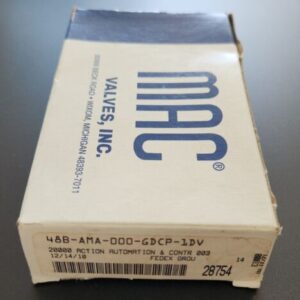 MAC®
VALVES, INC.
30569 BECK ROAD • WIXOM, MICHIGAN 48393-7011
48B-AMA-000-GDCP-1DV
20000 ACTION AUTOMATION & CONTR 003
12/14/10 FEDEX GROU
28754
14